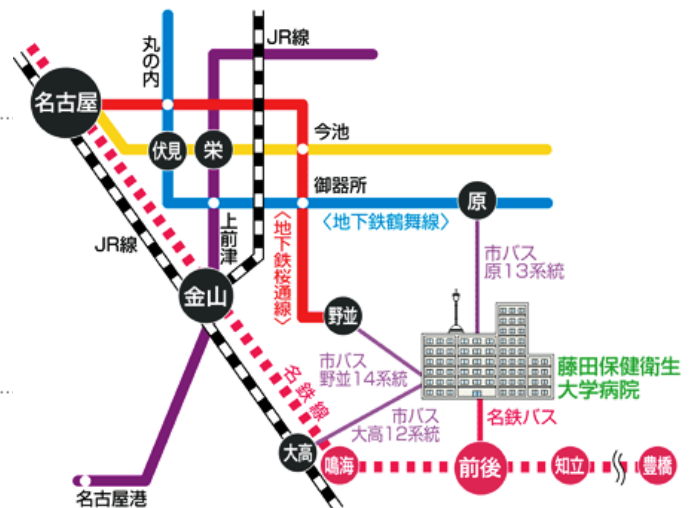 JR線
丸の内
名古屋
伏見
栄
今池
御器所
原
〈地下鉄鶴舞線〉
上前津
〈地下鉄桜通線〉
JR線
市バス
原13系統
金山
野並
市バス
野並14系統
藤田保健衛生
大学病院
名鉄線
市バス
大高12系統
名鉄バス
大高
鳴海
前後
知立
豊橋
名古屋港